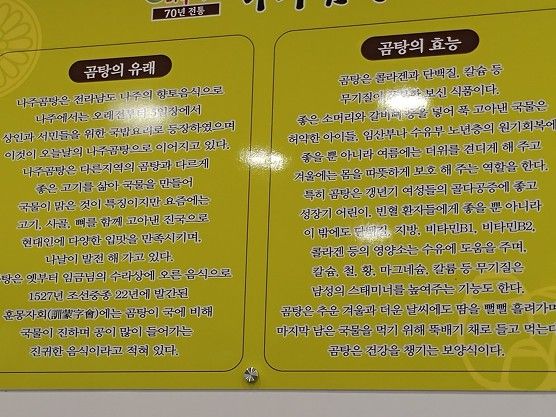 70년 전통
곰탕의 유래
나주곰탕은 전라남도 나주의 향토음식으로
나주에서는 오래전부터 5일장에서
상인과 서민들을 위한 국밥요리로 등장하였으며
이것이 오늘날의 나주곰탕으로 이어지고 있다.
나주곰탕은 다른지역의 곰탕과 다르게
좋은 고기를 삶아 국물을 만들어
국물이 맑은 것이 특징이지만 요즘에는
고기, 사골, 뼈를 함께 고아낸 진국으로
현대인에 다양한 입맛을 만족시키며,
나날이 발전 해 가고 있다.
탕은 옛부터 임금님의 수라상에 오른 음식으로
1527년 조선중종 22년에 발간된
훈몽자회(訓蒙字會)에는 곰탕이 국에 비해
국물이 진하며 공이 많이 들어가는
진귀한 음식이라고 적혀 있다.
곰탕의 효능
곰탕은 콜라겐과 단백질, 칼슘 등
무기질이 보신 식품이다.
좋은 소머리와 갈비뼈 등을 넣어 푹 고아낸 국물은
허약한 아이들, 임산부나 수유부 노년층의 원기회복에
좋을 뿐 아니라 여름에는 더위를 견디게 해 주고
겨울에는 몸을 따뜻하게 보호 해 주는 역할을 한다.
특히 곰탕은 갱년기 여성들의 골다공증에 좋고
성장기 어린이, 빈혈 환자들에게 좋을 뿐 아니라
이 밖에도 단백질, 지방, 비타민B1, 비타민B2,
콜라겐 등의 영양소는 수유에 도움을 주며,
칼슘, 철, 황, 마그네슘, 칼륨 등 무기질은
남성의 스태미너를 높여주는 기능도 한다.
곰탕은 추운 겨울과 더운 날씨에도 땀을 뻘뻘 흘려가며
마지막 남은 국물을 먹기 위해 뚝배기 채로 들고 먹는다
곰탕은 건강을 챙기는 보양식이다.